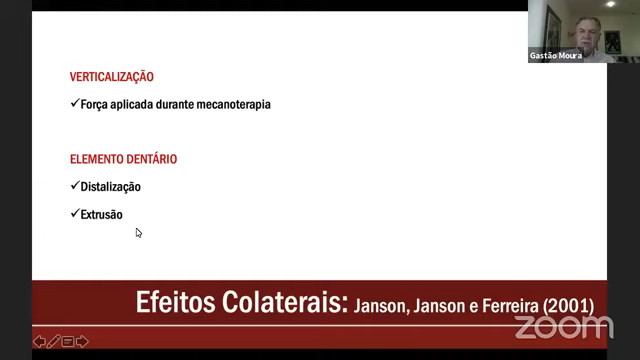 Gastão Moura
VERTICALIZAÇÃO
✓Força aplicada durante mecanoterapia
ELEMENTO DENTÁRIO
✓Distalização
✓Extrusão
Efeitos Colaterais: Janson, Janson e Ferreira (2001)
zoom